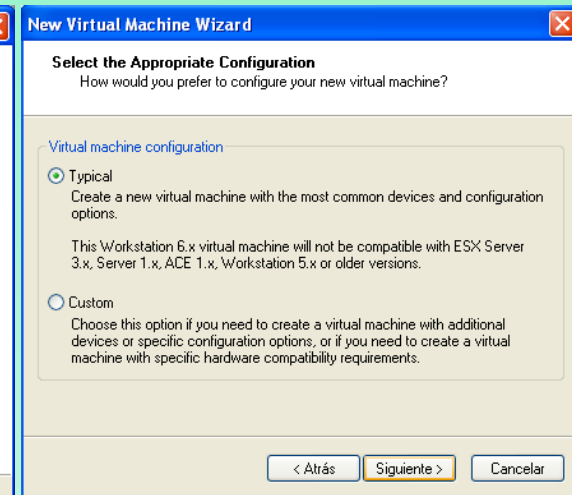 New Virtual Machine Wizard
Select the Appropriate Configuration
How would you prefer to configure your new virtual machine?
Virtual machine configuration
Typical
Create a new virtual machine with the most common devices and configuration
options.
This Workstation 6.x virtual machine will not be compatible with ESX Server
3.x, Server 1.x, ACE 1.x, Workstation 5.x or older versions.
Custom
Choose this option if you need to create a virtual machine with additional
devices or specific configuration options, or if you need to create a virtual
machine with specific hardware compatibility requirements.
< Atrás Siguiente > Cancelar